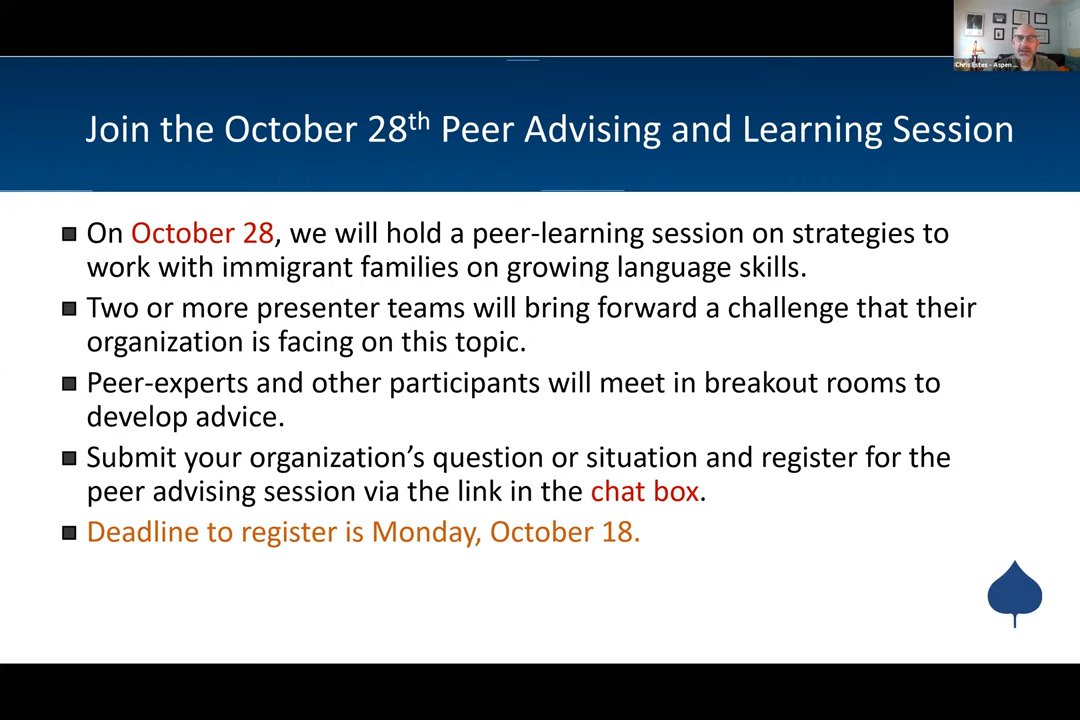 Chris Estes - Aspen ...
Join the October 28th Peer Advising and Learning Session
■ On October 28, we will hold a peer-learning session on strategies to
work with immigrant families on growing language skills.
■ Two or more presenter teams will bring forward a challenge that their
organization is facing on this topic.
■ Peer-experts and other participants will meet in breakout rooms to
develop advice.
■ Submit your organization’s question or situation and register for the
peer advising session via the link in the chat box.
■ Deadline to register is Monday, October 18.